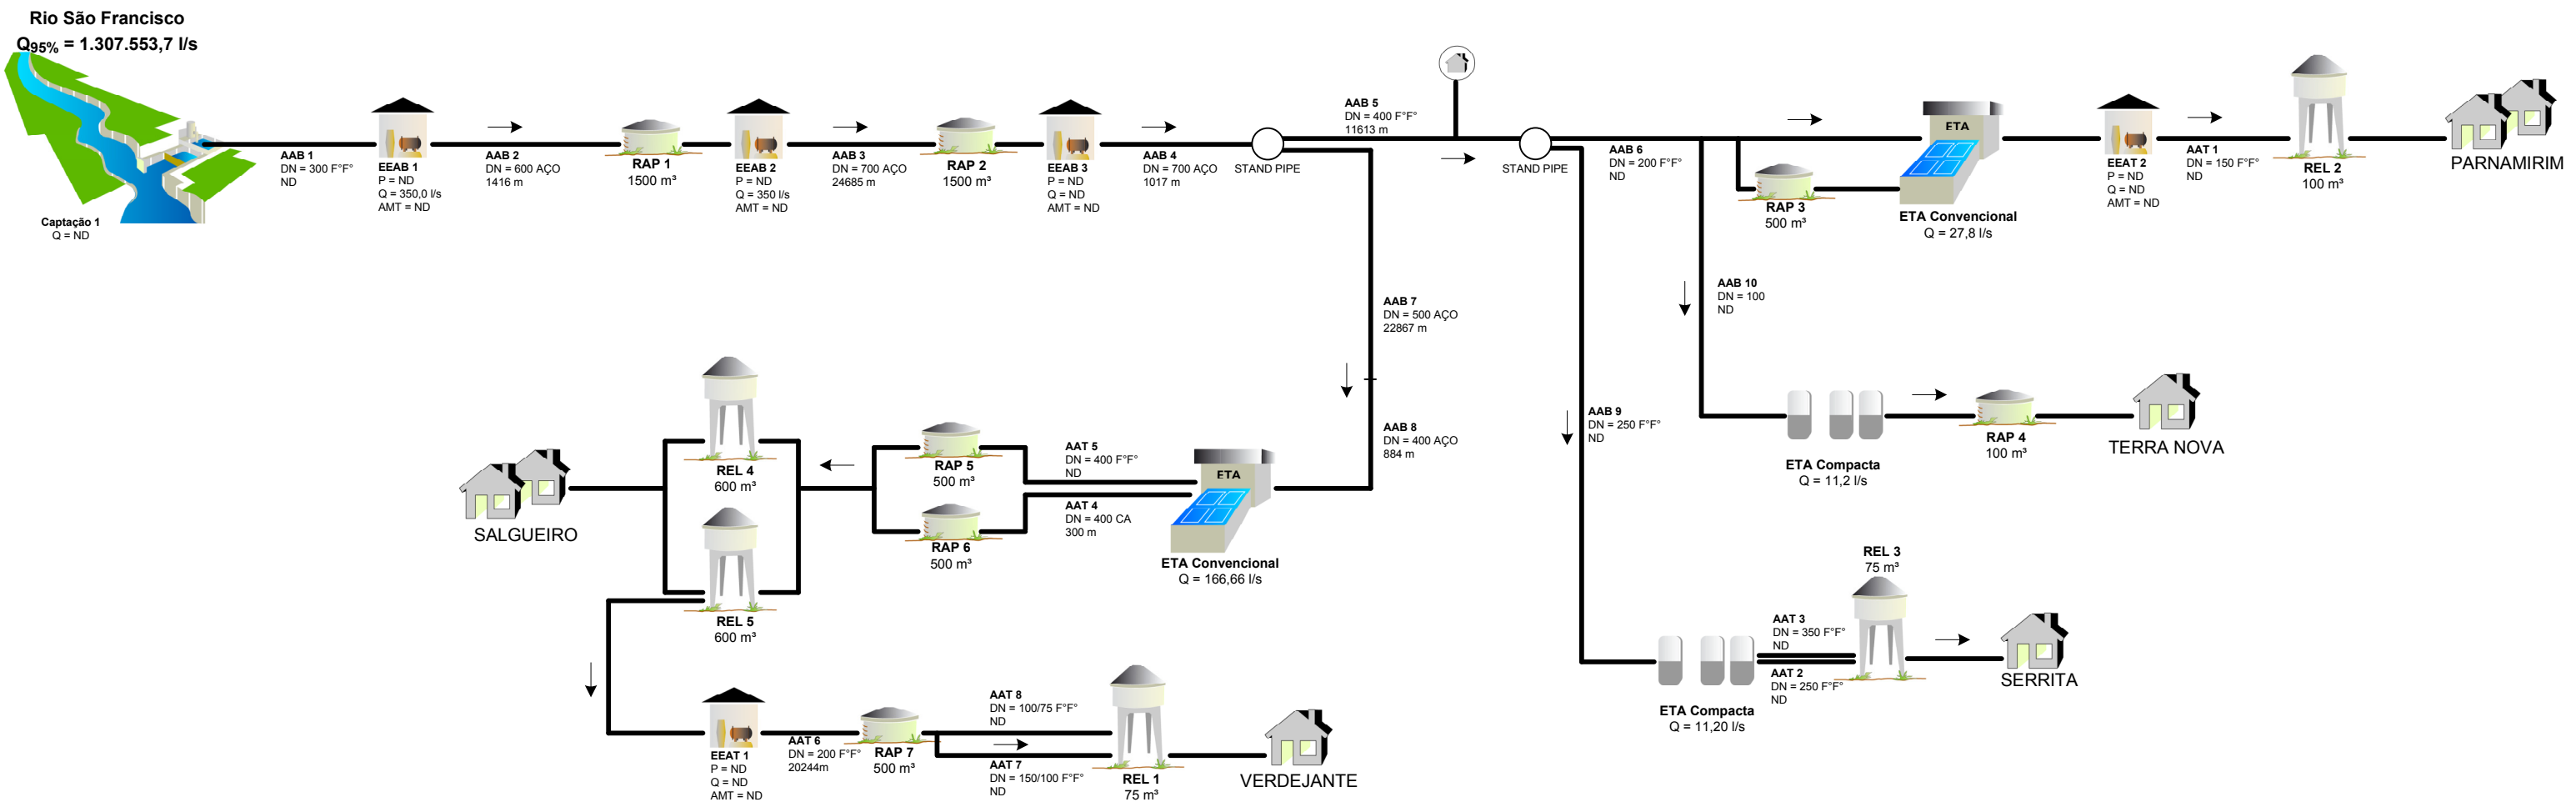 Rio São Francisco
Q95% = 1.307.553,7 l/s
Captação 1
Q = ND
AAB 1
DN = 300 F°F°
ND
EEAB 1
P = ND
Q = 350,0 l/s
AMT = ND
AAB 2
DN = 600 AÇO
1416 m
RAP 1
1500 m³
EEAB 2
P = ND
Q = 350 l/s
AMT = ND
AAB 3
DN = 700 AÇO
24685 m
RAP 2
1500 m³
EEAB 3
P = ND
Q = ND
AMT = ND
AAB 4
DN = 700 AÇO
1017 m
STAND PIPE
AAB 5
DN = 400 F°F°
11613 m
STAND PIPE
AAB 6
DN = 200 F°F°
ND
RAP 3
500 m³
ETA
ETA Convencional
Q = 27,8 l/s
EEAT 2
P = ND
Q = ND
AMT = ND
AAT 1
DN = 150 F°F°
ND
REL 2
100 m³
PARNAMIRIM
AAB 7
DN = 500 AÇO
22867 m
AAB 10
DN = 100
ND
AAB 8
DN = 400 AÇO
884 m
AAB 9
DN = 250 F°F°
ND
ETA Compacta
Q = 11,2 l/s
RAP 4
100 m³
TERRA NOVA
SALGUEIRO
REL 4
600 m³
REL 5
600 m³
RAP 5
500 m³
RAP 6
500 m³
AAT 5
DN = 400 F°F°
ND
AAT 4
DN = 400 CA
300 m
ETA
ETA Convencional
Q = 166,66 l/s
REL 3
75 m³
AAT 3
DN = 350 F°F°
ND
AAT 2
DN = 250 F°F°
ND
ETA Compacta
Q = 11,20 l/s
SERRITA
EEAT 1
P = ND
Q = ND
AMT = ND
AAT 6
DN = 200 F°F°
20244m
RAP 7
500 m³
AAT 8
DN = 100/75 F°F°
ND
AAT 7
DN = 150/100 F°F°
ND
REL 1
75 m³
VERDEJANTE